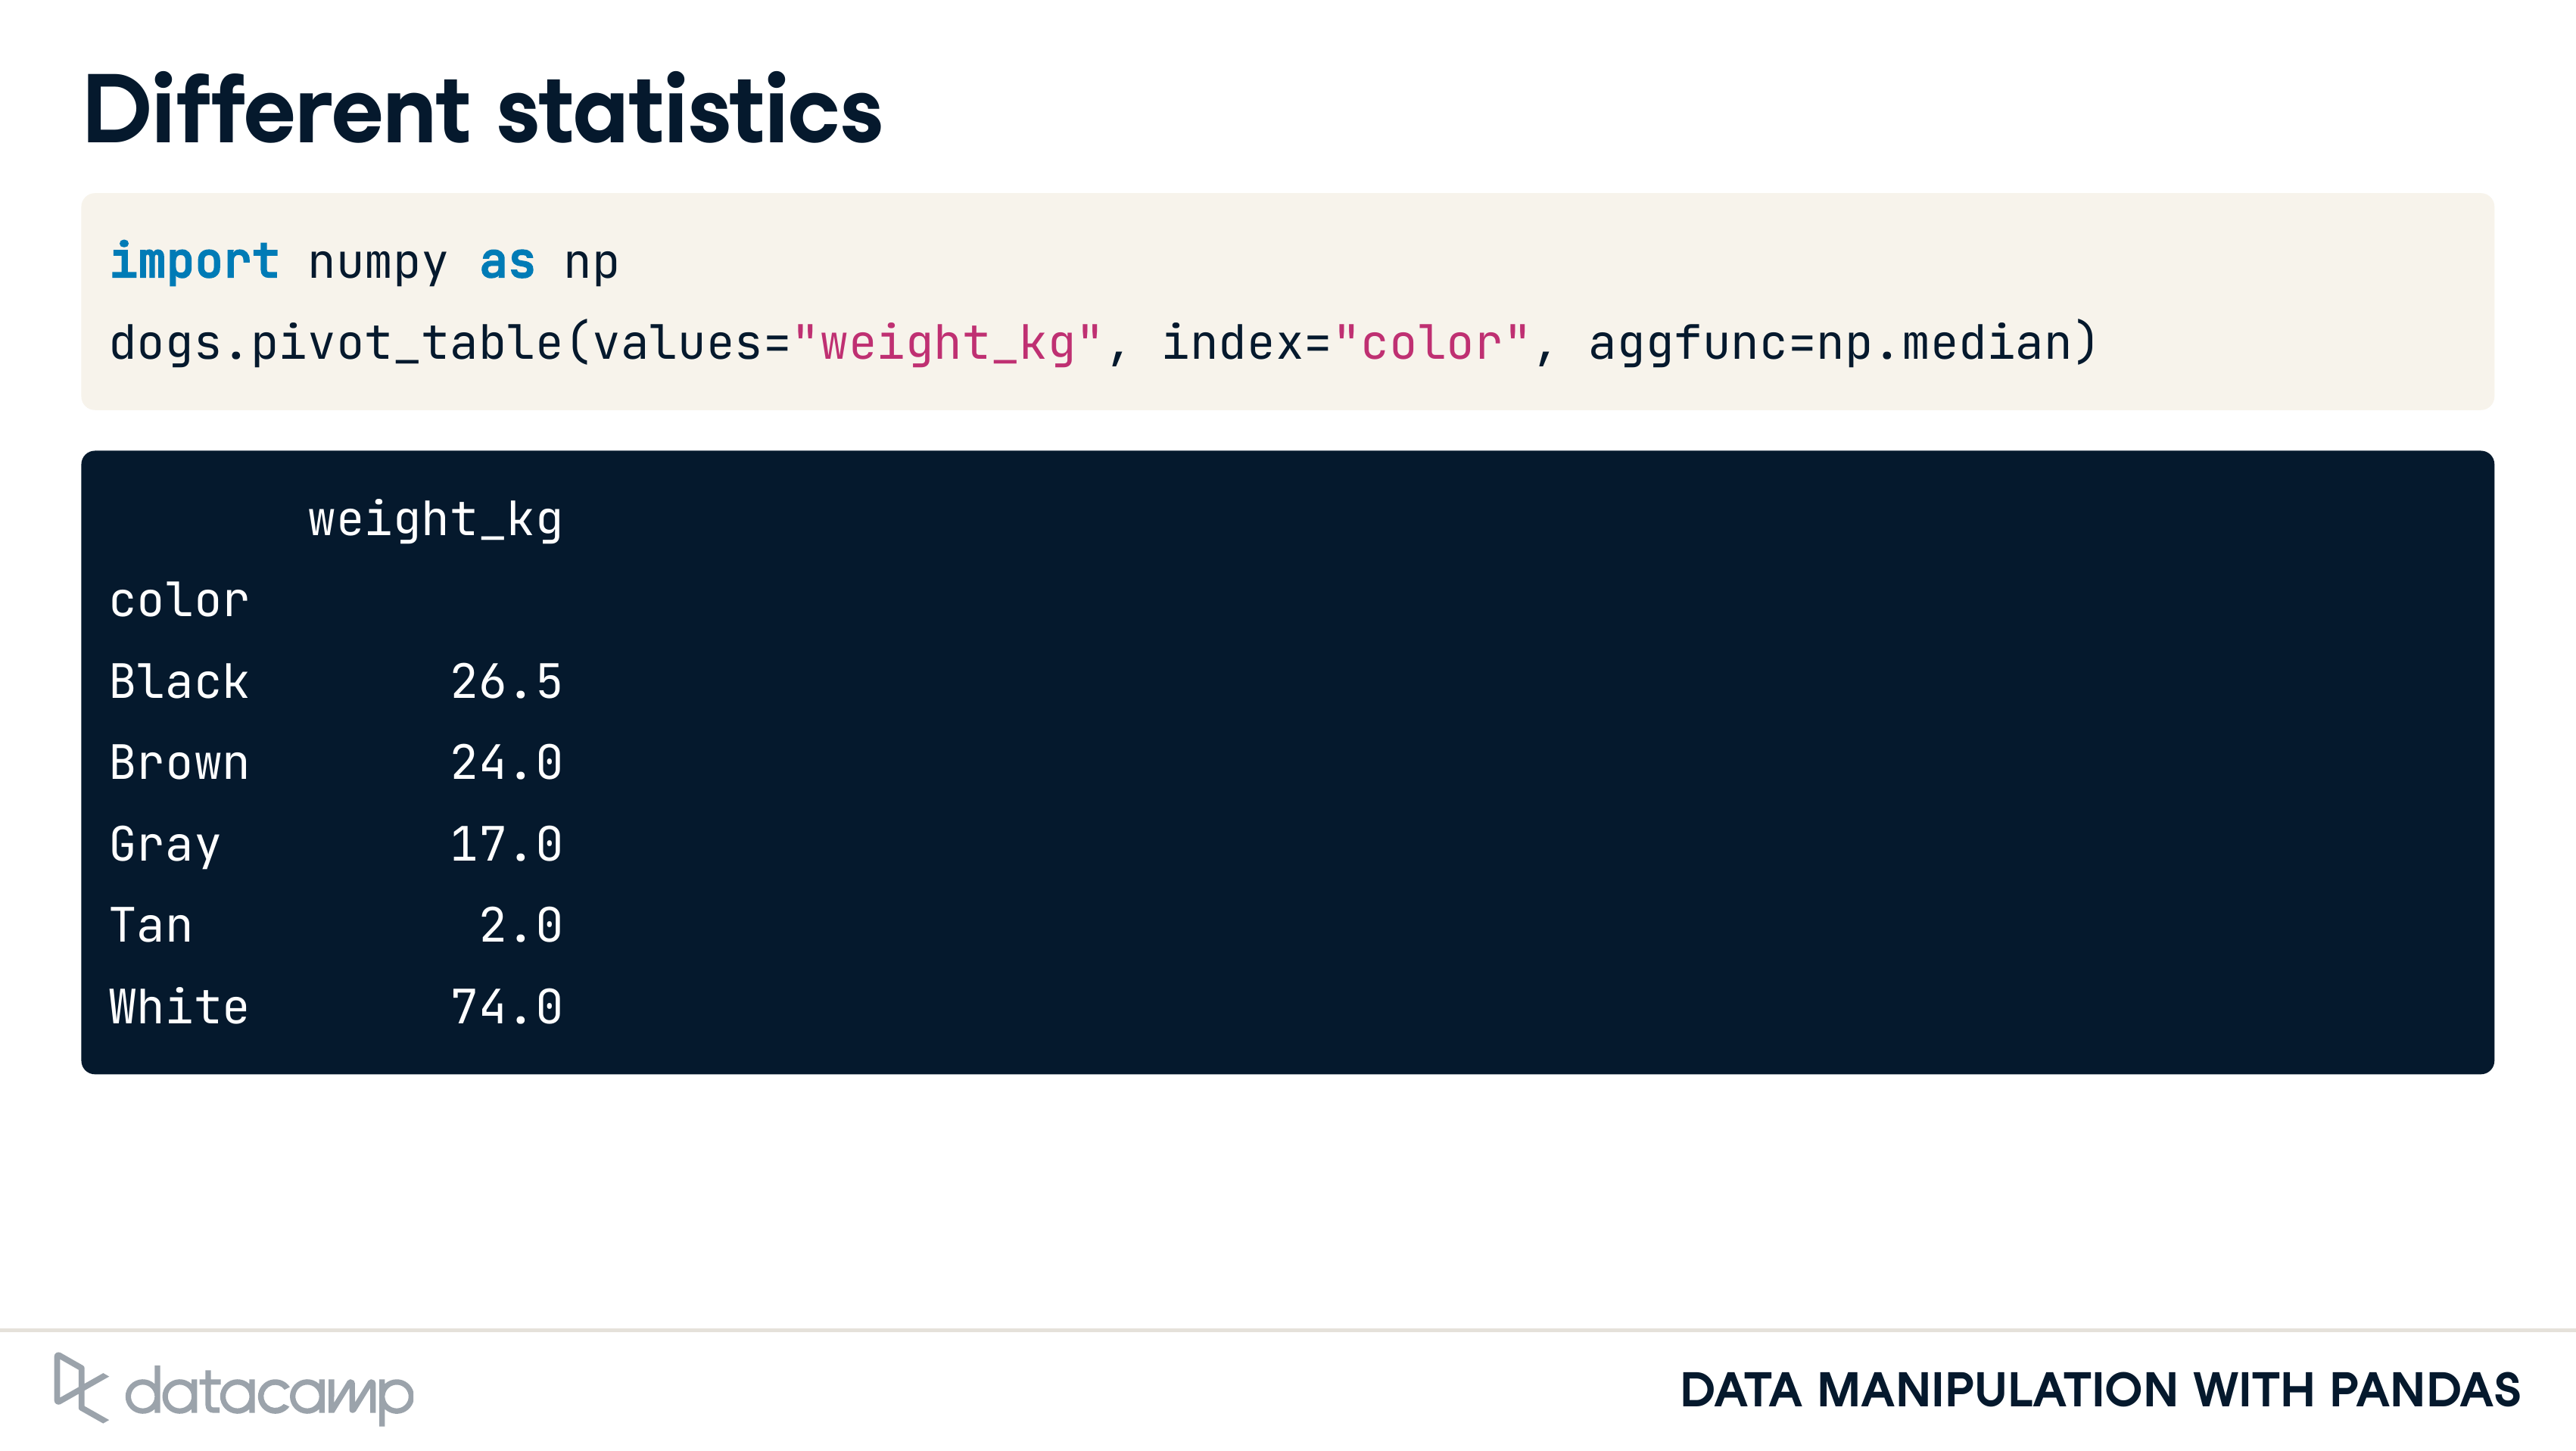 Different statistics
import numpy as np
dogs.pivot_table(values="weight_kg", index="color", aggfunc=np.median)
weight_kg
color
Black 26.5
Brown 24.0
Gray 17.0
Tan 2.0
White 74.0
datacamp
DATA MANIPULATION WITH PANDAS